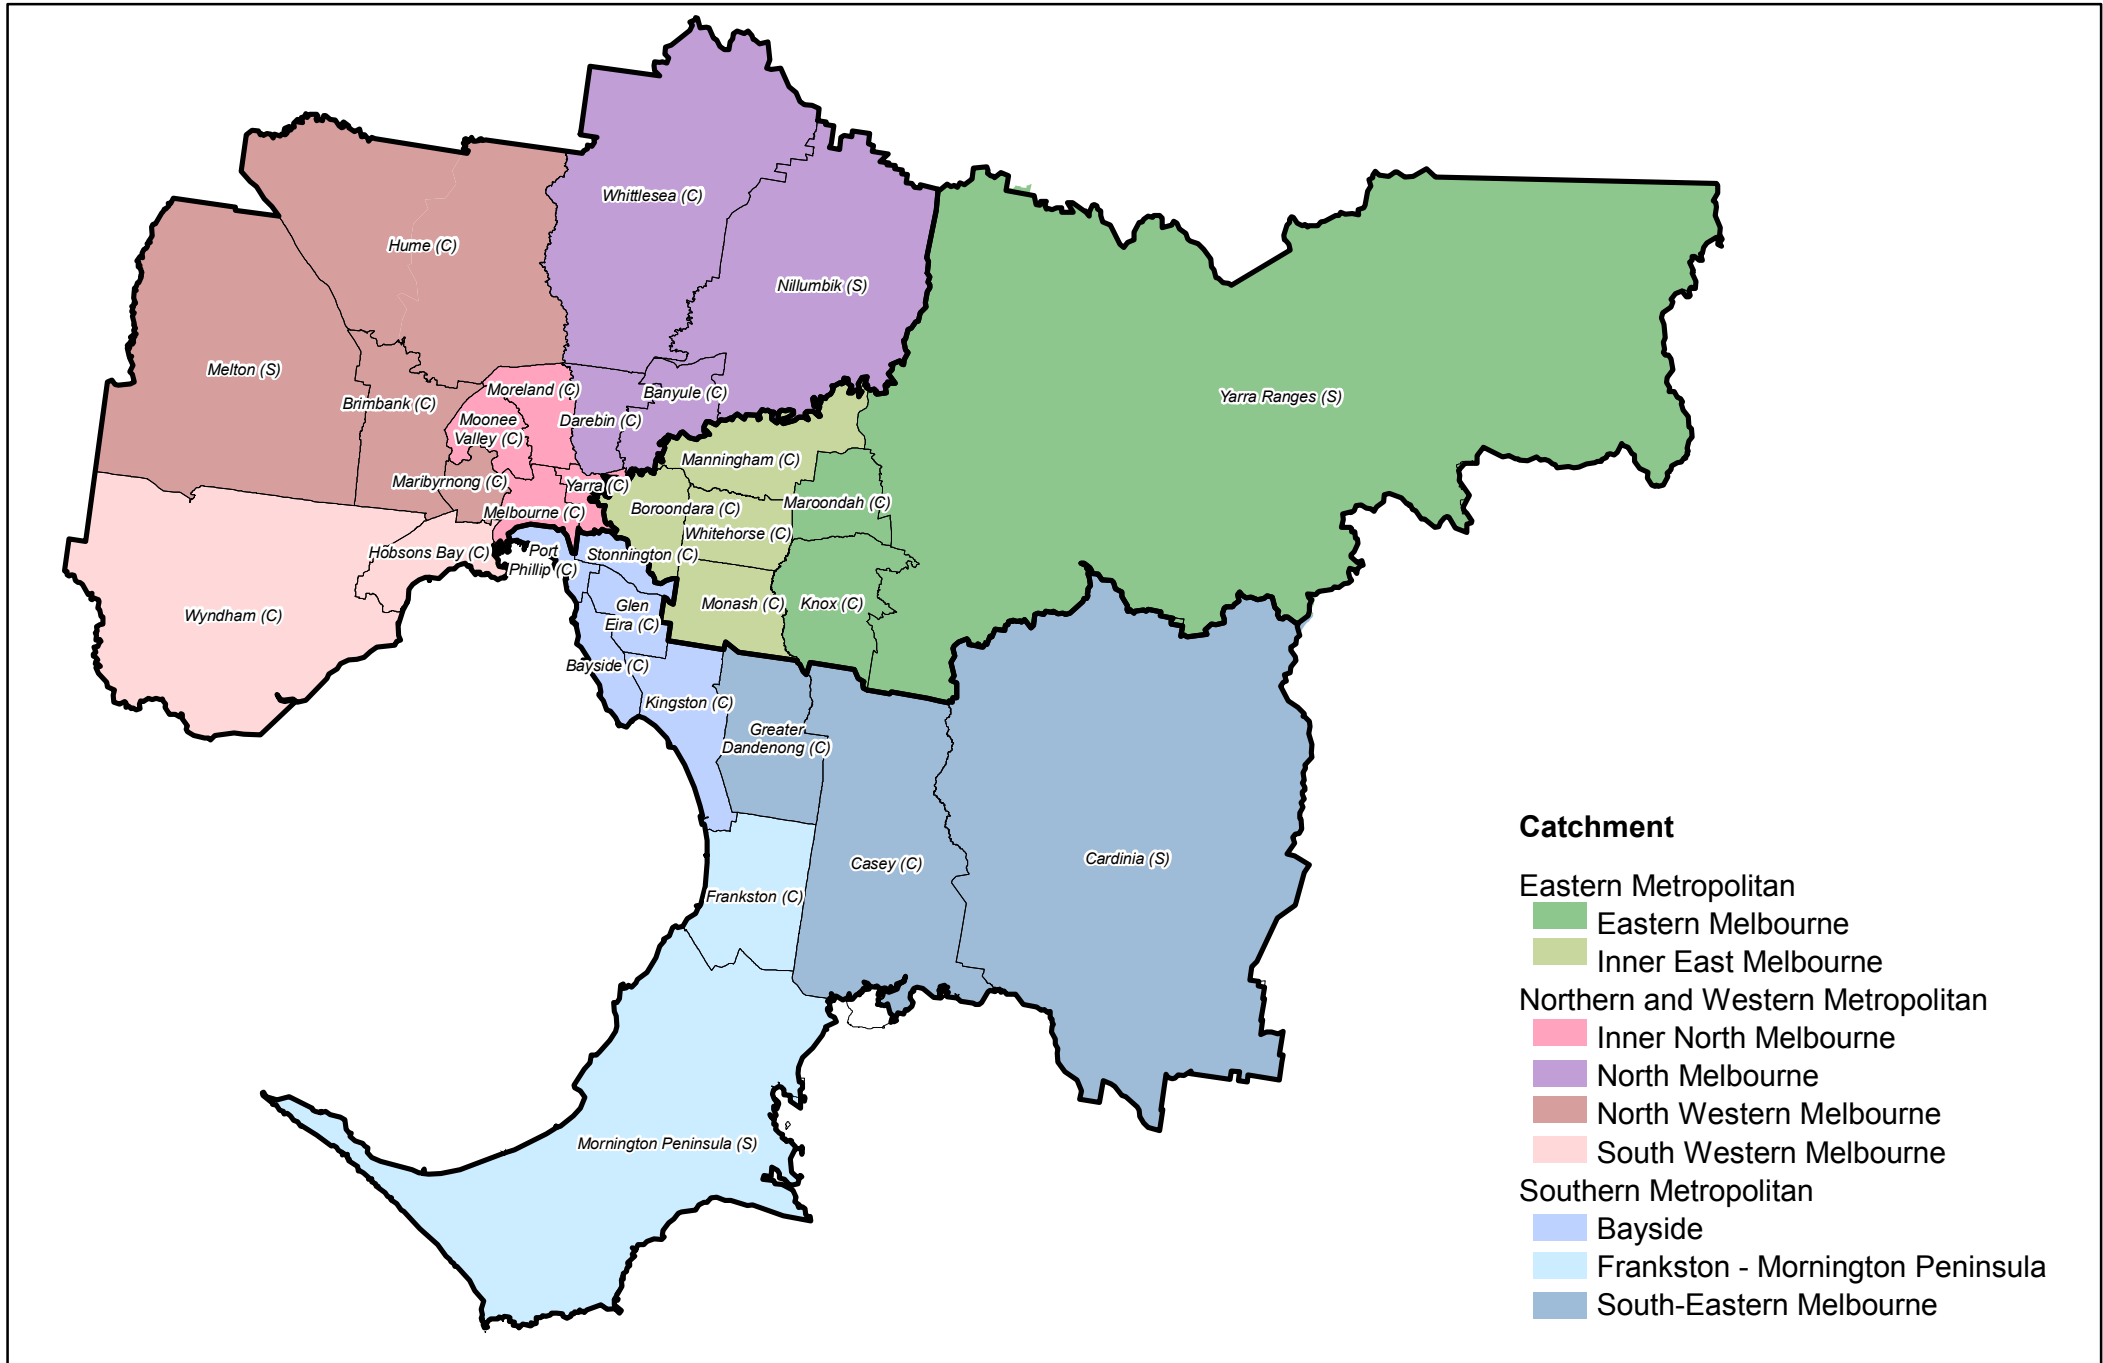 Whittlesea (C)
Hume (C)
Nillumbik (S)
Melton (S)
Yarra Ranges (S)
Moreland (C)
Banyule (C)
Brimbank (C)
Moonee
Valley (C)
Darebin (C)
Manningham (C)
Maribyrnong (C)
Yarra (C)
Maroondah (C)
Boroondara (C)
Melbourne (C)
Whitehorse (C)
Hobsons Bay (C)
Port
Phillip (C)
Stonnington (C)
Wyndham (C)
Glen
Eira (C)
Monash (C)
Knox (C)
Bayside (C)
Kingston (C)
Greater
Dandenong (C)
Casey (C)
Cardinia (S)
Frankston (C)
Mornington Peninsula (S)
Catchment
Eastern Metropolitan
Eastern Melbourne
Inner East Melbourne
Northern and Western Metropolitan
Inner North Melbourne
North Melbourne
North Western Melbourne
South Western Melbourne
Southern Metropolitan
Bayside
Frankston - Mornington Peninsula
South-Eastern Melbourne